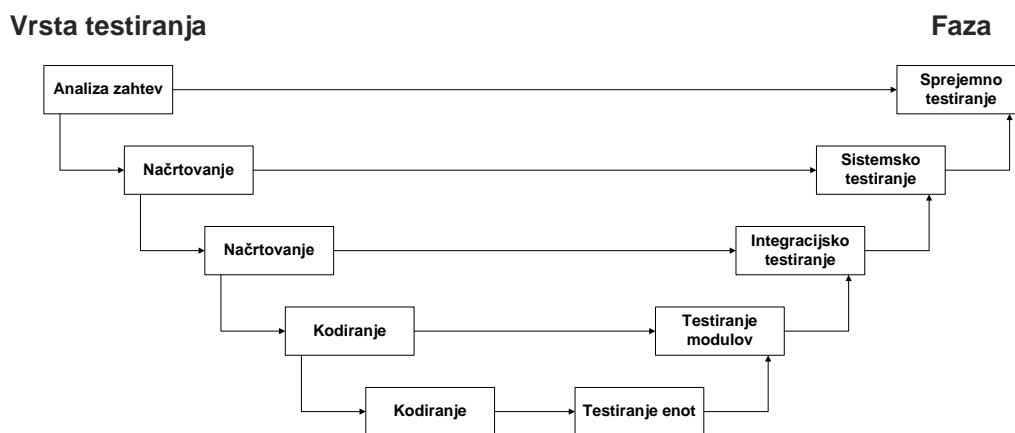 Vrsta testiranja
Faza
Analiza zahtev
Sprejemno
testiranje
Načrtovanje
Sistemsko
testiranje
Načrtovanje
Integracijsko
testiranje
Kodiranje
Testiranje
modulov
Kodiranje
Testiranje enot